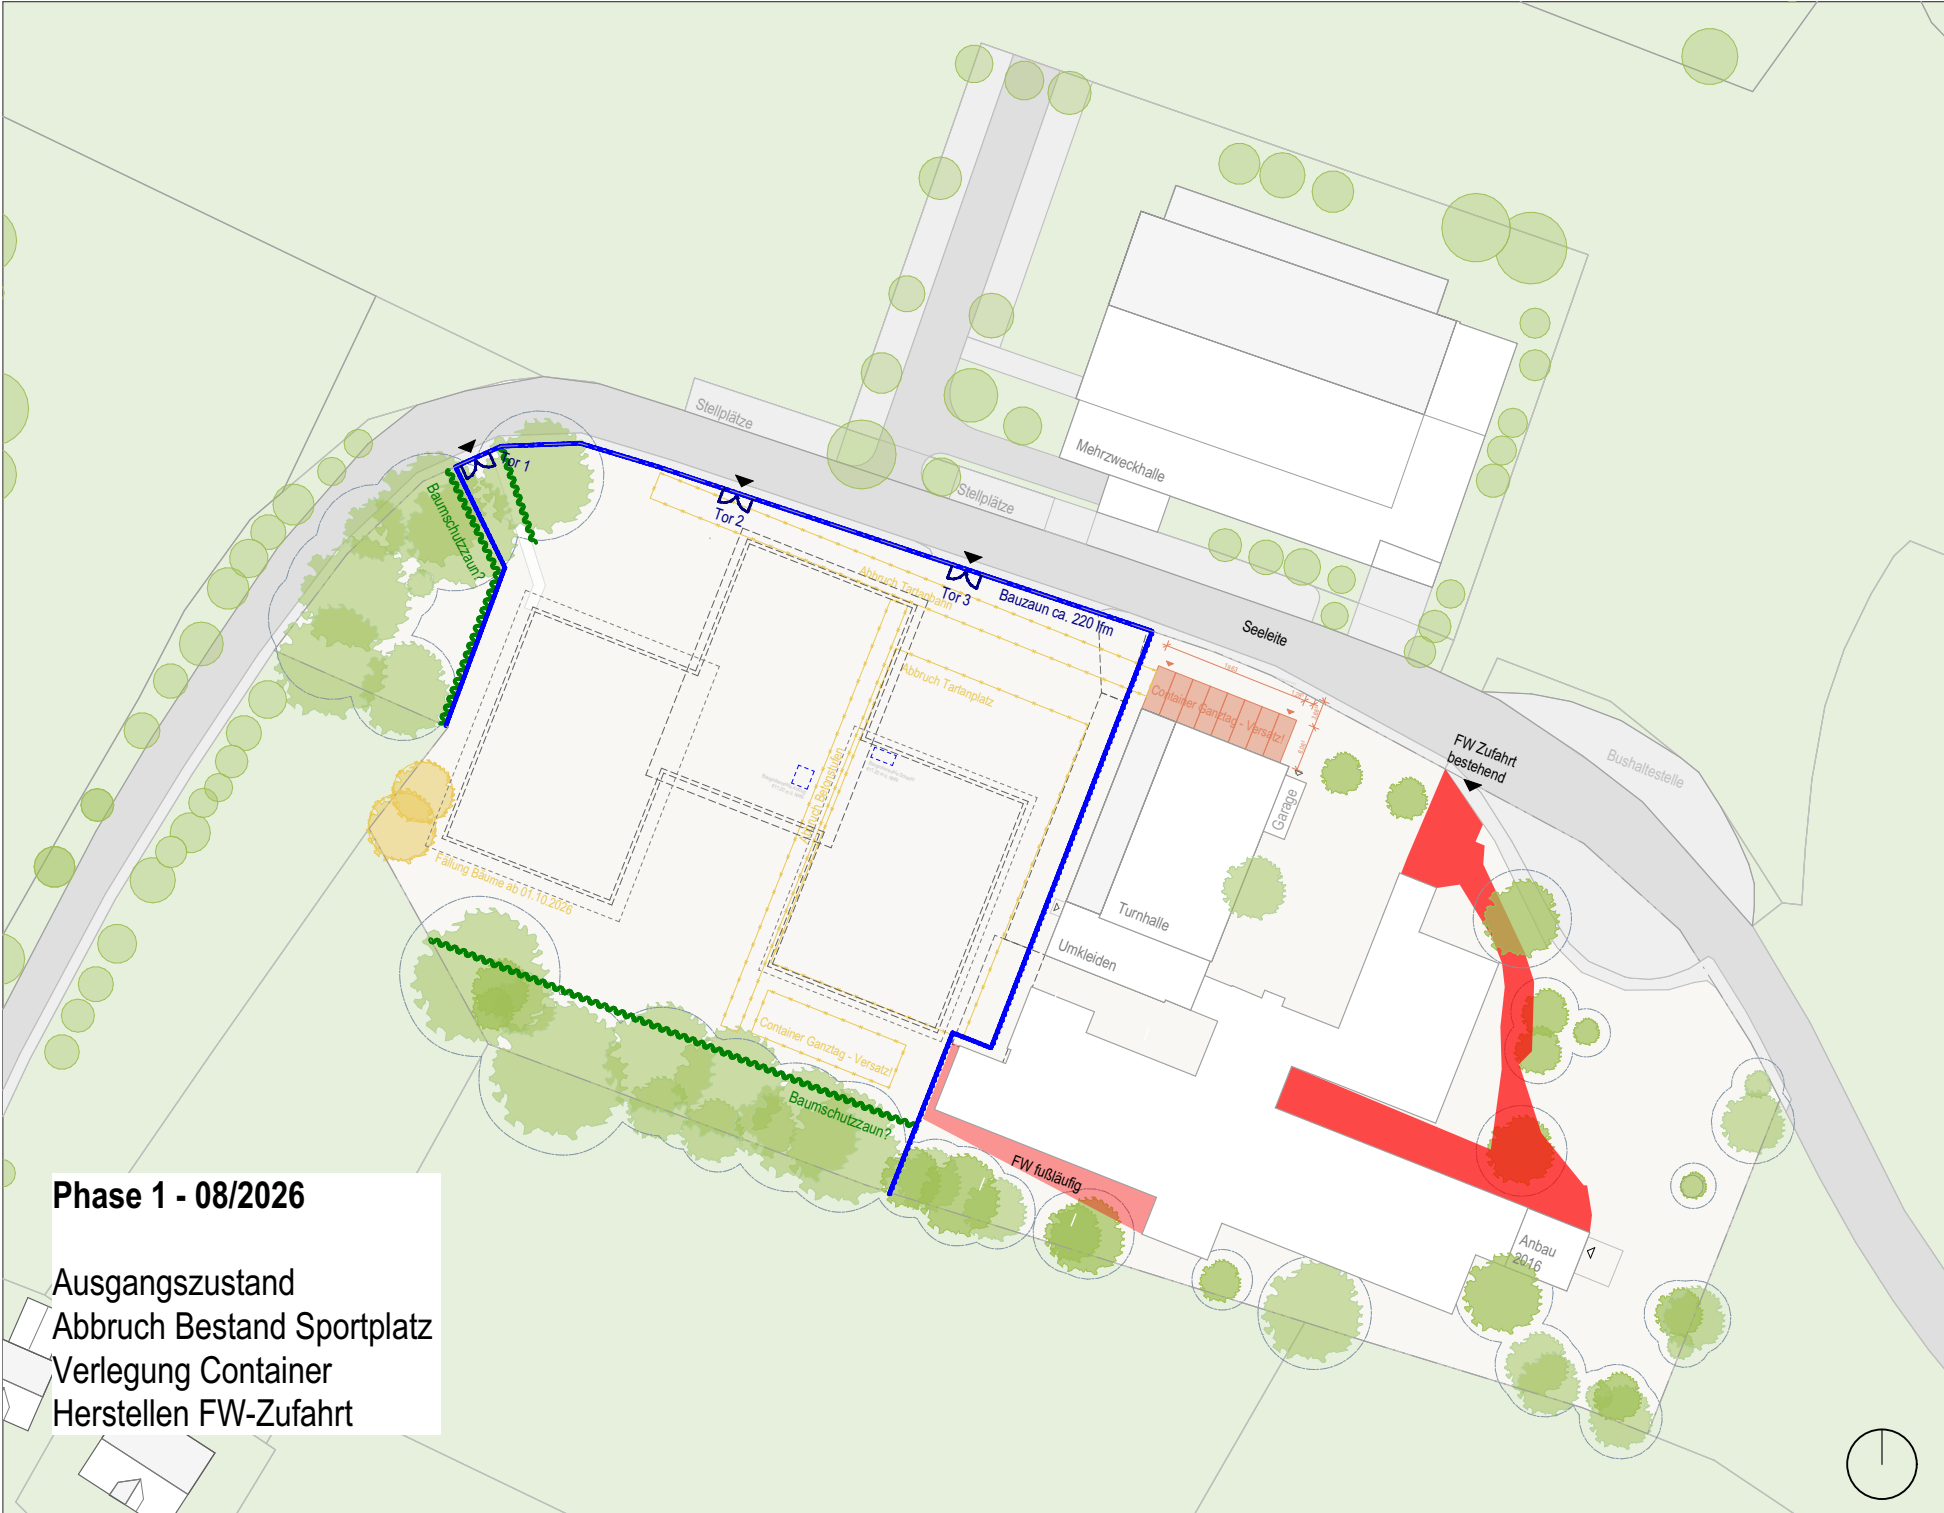 Stellplätze
Mehrzweckhalle
Stellplätze
Tor 1
Tor 2
Tor 3
Baumschutzzaun?
Abbruch Tartanbahn
Bauzaun ca. 220 lfm
Seeleite
Abbruch Tartanplatz
Container Ganztag - Versatz!
FW Zufahrt
bestehend
Bushaltestelle
Garage
Abbruch Betonstufen
Fällung Bäume ab 01.10.2026
Turnhalle
Umkleiden
Container Ganztag - Versatz!
Baumschutzzaun?
FW fußläufig
Anbau
2016
Phase 1 - 08/2026
Ausgangszustand
Abbruch Bestand Sportplatz
Verlegung Container
Herstellen FW-Zufahrt